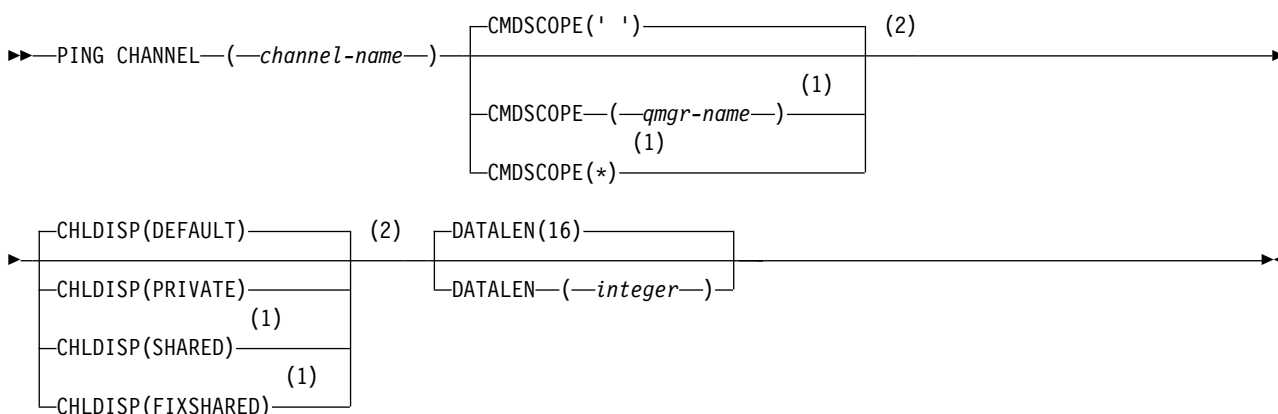 CMDSCOPE(' ') (2)
PING CHANNEL ( channel-name )
(1)
CMDSCOPE ( qmgr-name )
(1)
CMDSCOPE(*)
CHLDISP(DEFAULT) (2) DATALEN(16)
CHLDISP(PRIVATE) DATALEN ( integer )
(1)
CHLDISP(SHARED)
(1)
CHLDISP(FIXSHARED)